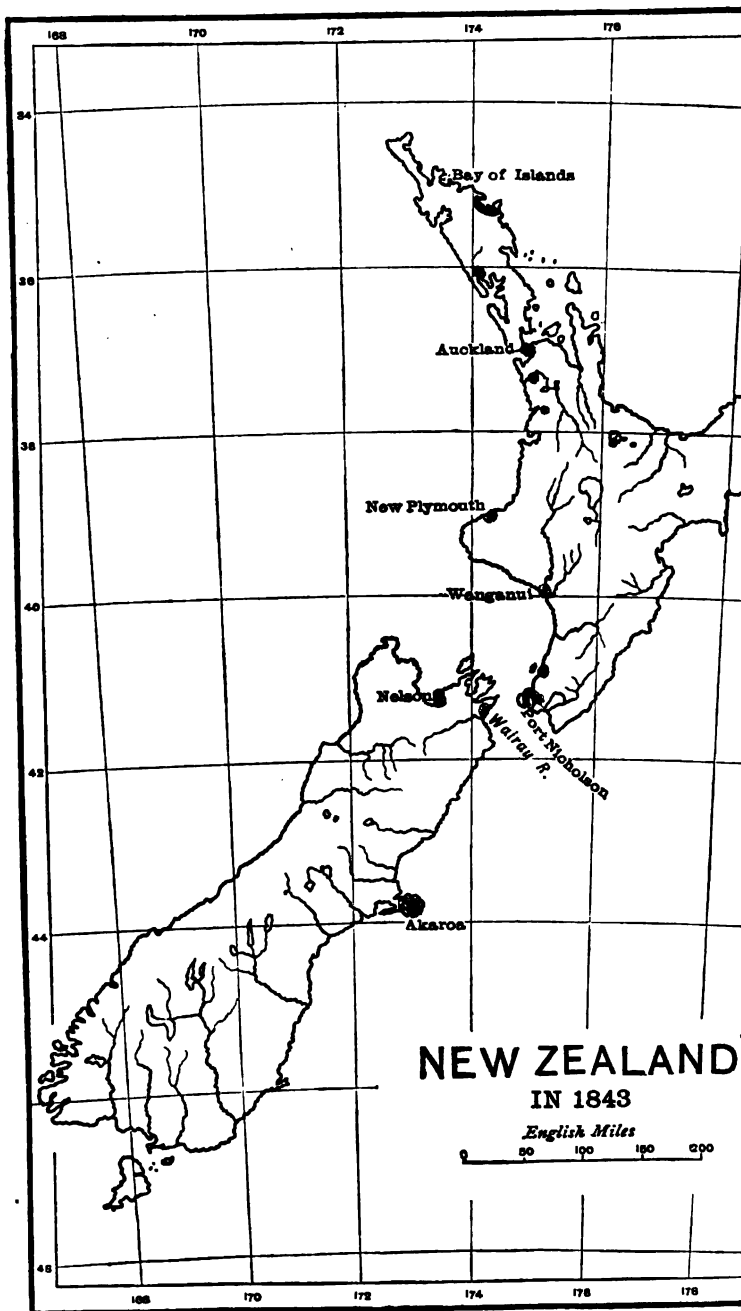 168 170 172 174 176
34
Bay of Islands
36
Auckland
38
New Plymouth
Wanganui
40
Nelson
Port Nicholson
Wairau R.
42
Akaroa
44
NEW ZEALAND
IN 1843
English Miles
0 50 100 150 200
48
168 170 172 174 176